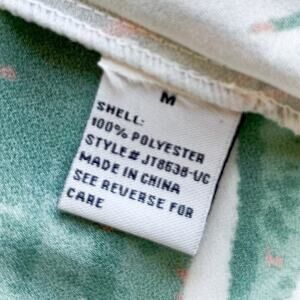 M
SHELL:
100% POLYESTER
STYLE# JT8638-VC
MADE IN CHINA
SEE REVERSE FOR
CARE